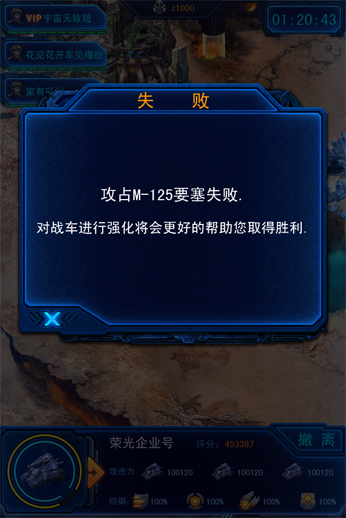 x1000
01:20:43
VIP宇宙无敌超
花见花开车见爆胎
家有
失 败
攻占M-125要塞失败.
对战车进行强化将会更好的帮助您取得胜利.
荣光企业号 评分: 453387
撤离
攻击力 100120 100120 100120
防御 100% 100% 100% 100%